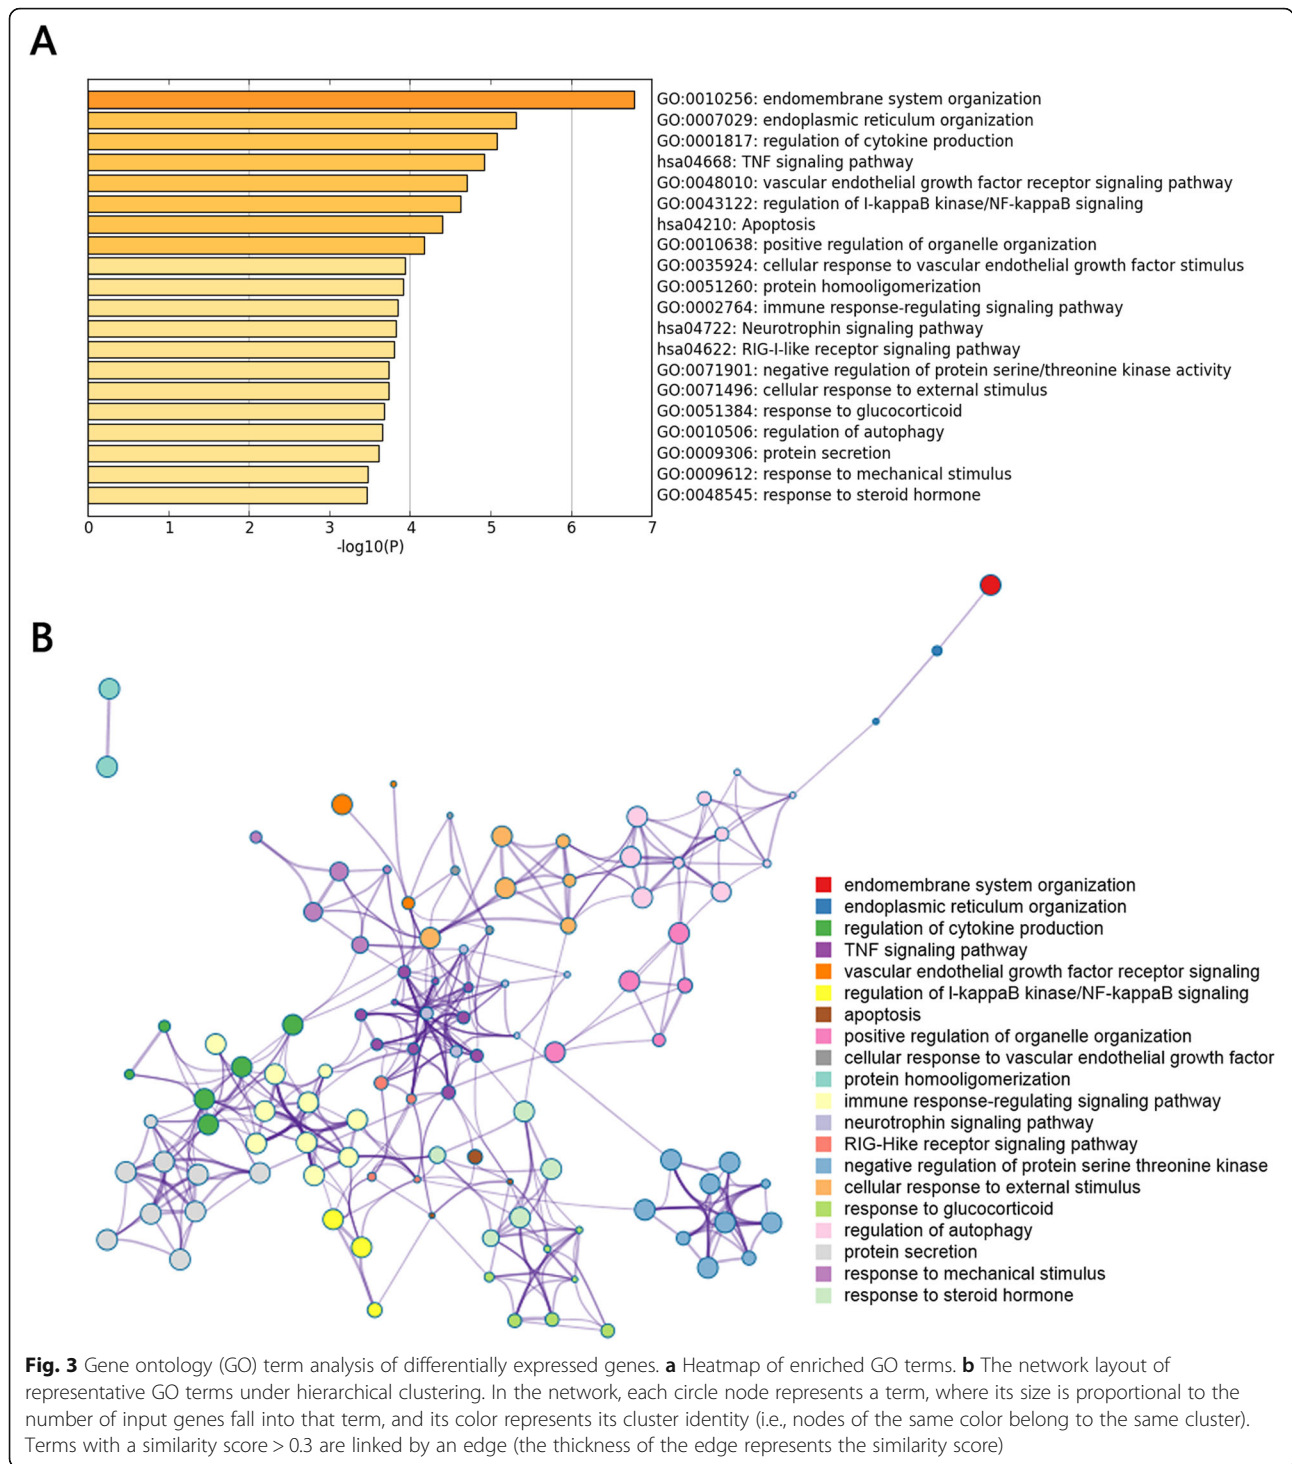 A
GO:0010256: endomembrane system organization
GO:0007029: endoplasmic reticulum organization
GO:0001817: regulation of cytokine production
hsa04668: TNF signaling pathway
GO:0048010: vascular endothelial growth factor receptor signaling pathway
GO:0043122: regulation of I-kappaB kinase/NF-kappaB signaling
hsa04210: Apoptosis
GO:0010638: positive regulation of organelle organization
GO:0035924: cellular response to vascular endothelial growth factor stimulus
GO:0051260: protein homooligomerization
GO:0002764: immune response-regulating signaling pathway
hsa04722: Neurotrophin signaling pathway
hsa04622: RIG-I-like receptor signaling pathway
GO:0071901: negative regulation of protein serine/threonine kinase activity
GO:0071496: cellular response to external stimulus
GO:0051384: response to glucocorticoid
GO:0010506: regulation of autophagy
GO:0009306: protein secretion
GO:0009612: response to mechanical stimulus
GO:0048545: response to steroid hormone
0 1 2 3 4 5 6 7
-log10(P)
B
endomembrane system organization
endoplasmic reticulum organization
regulation of cytokine production
TNF signaling pathway
vascular endothelial growth factor receptor signaling
regulation of I-kappaB kinase/NF-kappaB signaling
apoptosis
positive regulation of organelle organization
cellular response to vascular endothelial growth factor
protein homooligomerization
immune response-regulating signaling pathway
neurotrophin signaling pathway
RIG-Hike receptor signaling pathway
negative regulation of protein serine threonine kinase
cellular response to external stimulus
response to glucocorticoid
regulation of autophagy
protein secretion
response to mechanical stimulus
response to steroid hormone
Fig. 3 Gene ontology (GO) term analysis of differentially expressed genes. a Heatmap of enriched GO terms. b The network layout of
representative GO terms under hierarchical clustering. In the network, each circle node represents a term, where its size is proportional to the
number of input genes fall into that term, and its color represents its cluster identity (i.e., nodes of the same color belong to the same cluster).
Terms with a similarity score > 0.3 are linked by an edge (the thickness of the edge represents the similarity score)